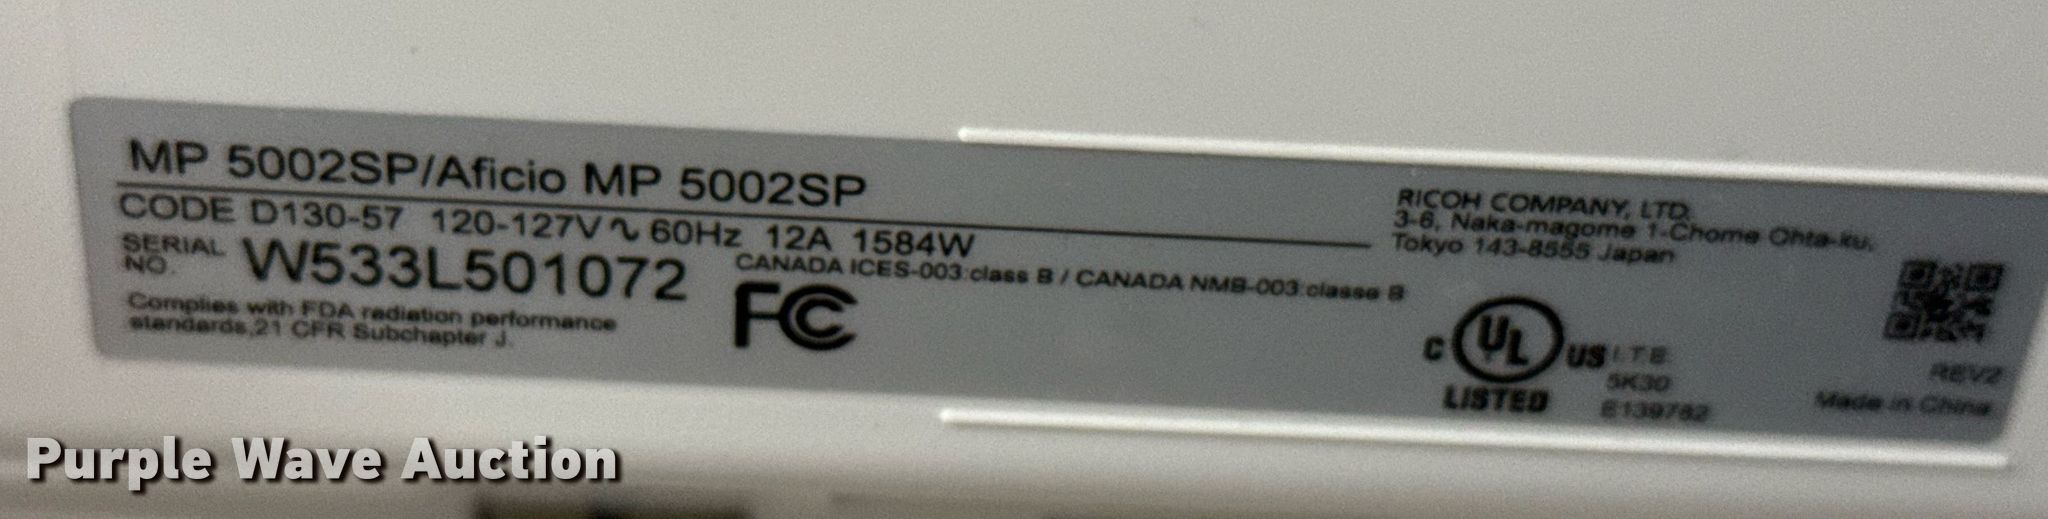 MP 5002SP/Aficio MP 5002SP
CODE D130-57 120-127V∿60Hz 12A 1584W
SERIAL NO. W533L501072
CANADA ICES-003:class B / CANADA NMB-003:classe B
Complies with FDA radiation performance
standards,21 CFR Subchapter J.
FC
RICOH COMPANY, LTD.
3-6, Naka-magome 1-Chome Ohta-ku,
Tokyo 143-8555 Japan
C UL US I.T.E.
LISTED
5K30
E139762
REV2
Made in China
Purple Wave Auction